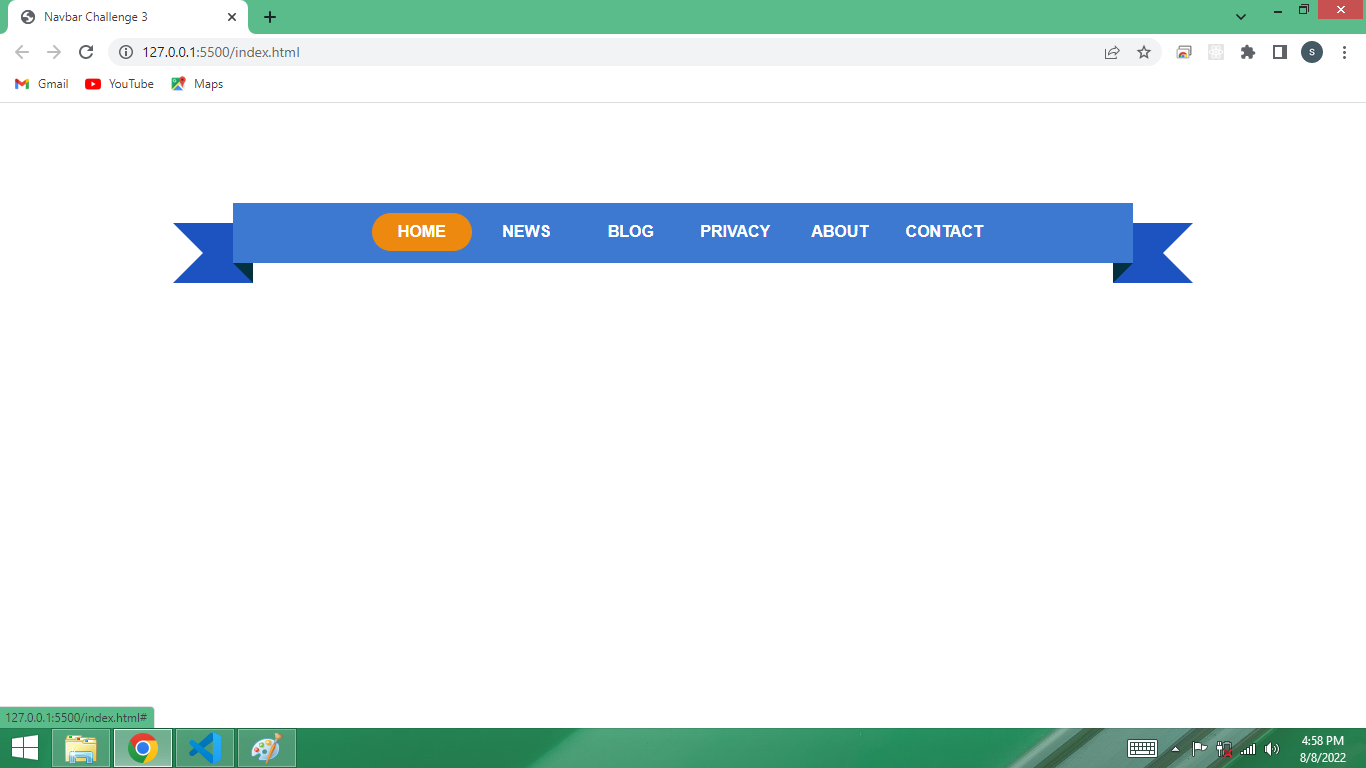 Navbar Challenge 3
127.0.0.1:5500/index.html
S
Gmail YouTube Maps
HOME NEWS BLOG PRIVACY ABOUT CONTACT
127.0.0.1:5500/index.html#
4:58 PM
8/8/2022